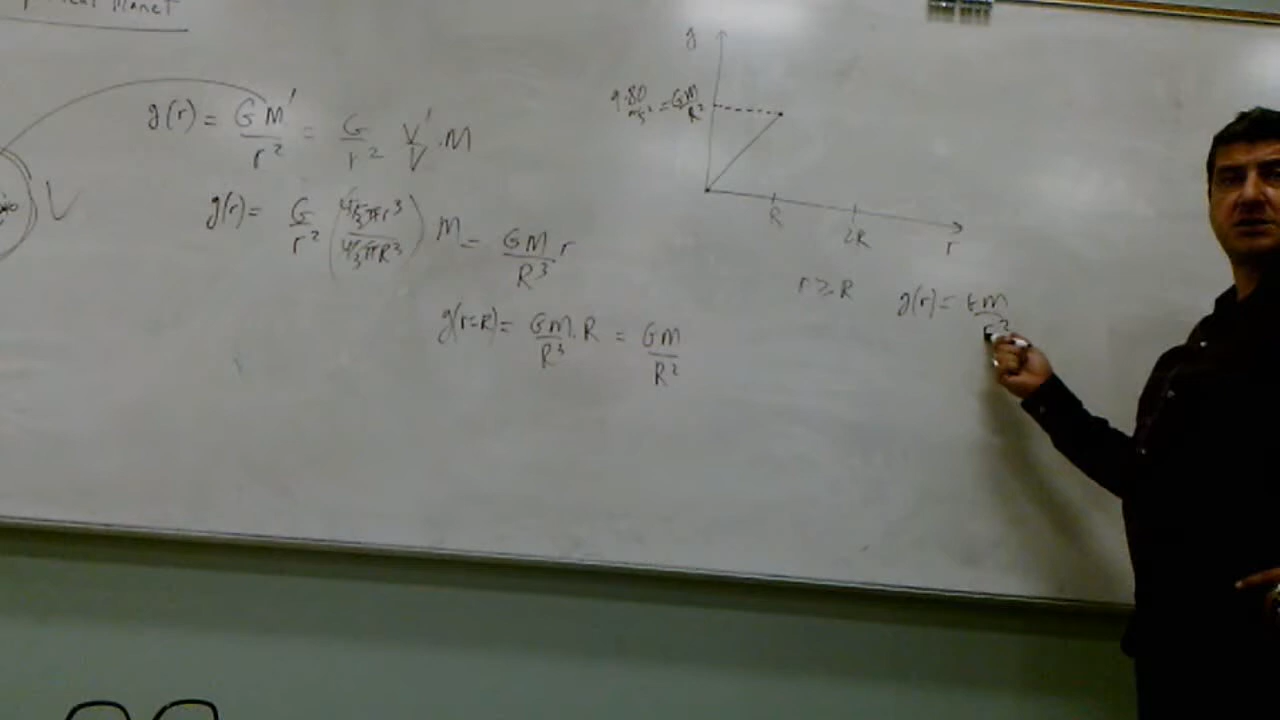 Planet
g(r) = GM'/r² = G/r² V'/V · M
V
g(r) = G/r² (4/3πr³ / 4/3πR³) M = GM/R³ r
g(r=R) = GM/R³ · R = GM/R²
g
9.80 m/s² = GM/R²
R
2R
r
r ≥ R g(r) = GM/r²